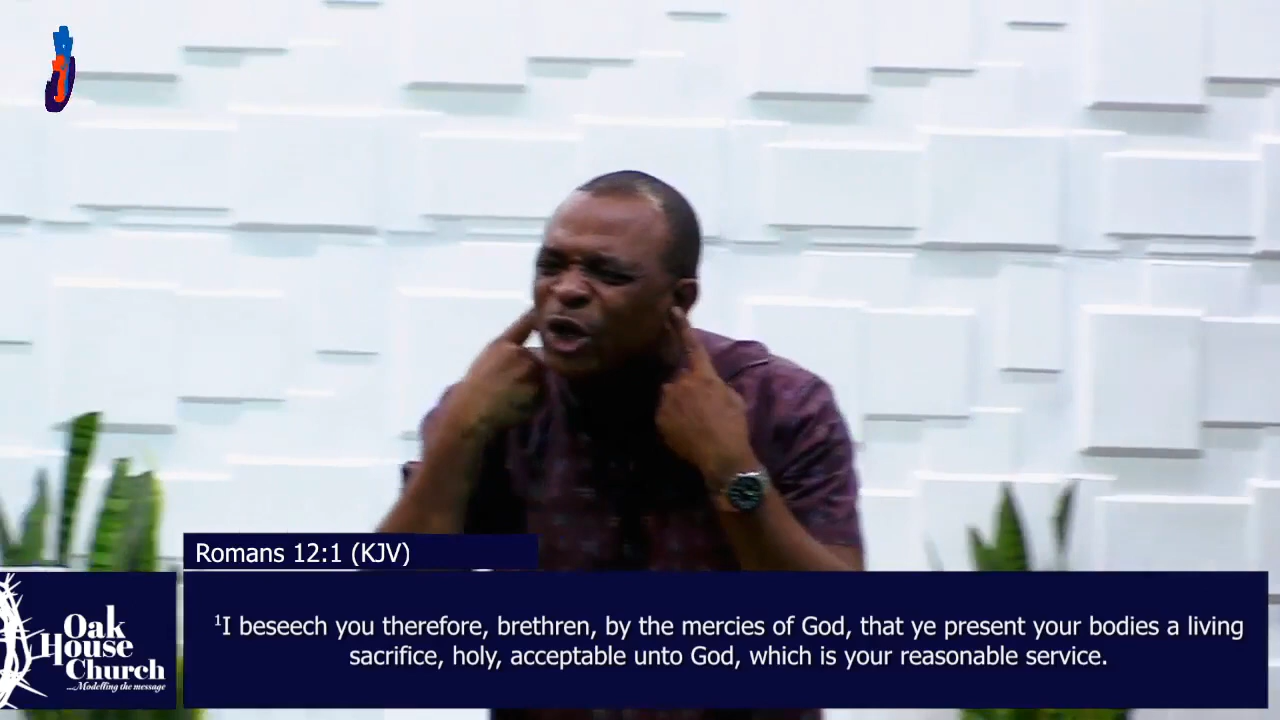 Romans 12:1 (KJV)
¹I beseech you therefore, brethren, by the mercies of God, that ye present your bodies a living
sacrifice, holy, acceptable unto God, which is your reasonable service.
Oak
House
Church
....Modelling the message